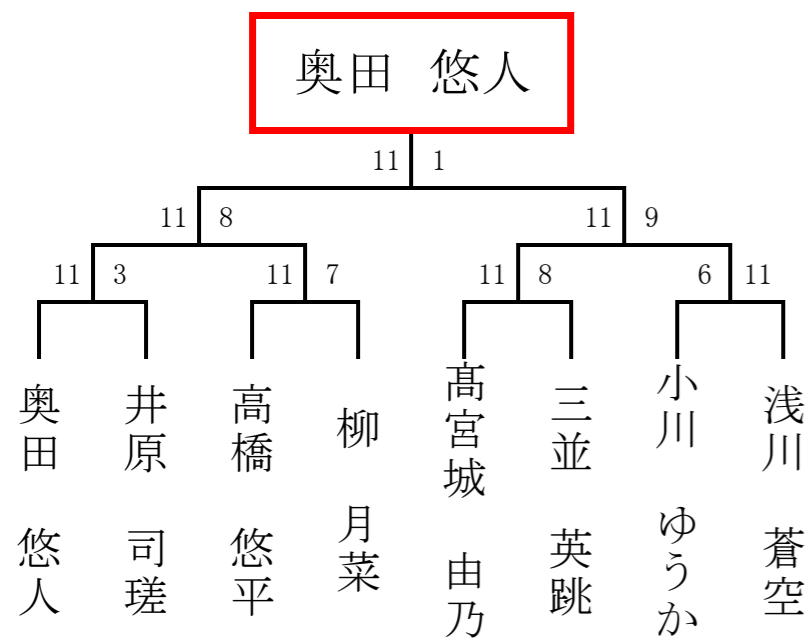 奥田 悠人
11 1
11 8 11 9
11 3 11 7 11 8 6 11
奥田 悠人
井原 司瑳
高橋 悠平
柳 月菜
髙宮城 由乃
三並 英跳
小川 ゆうか
浅川 蒼空